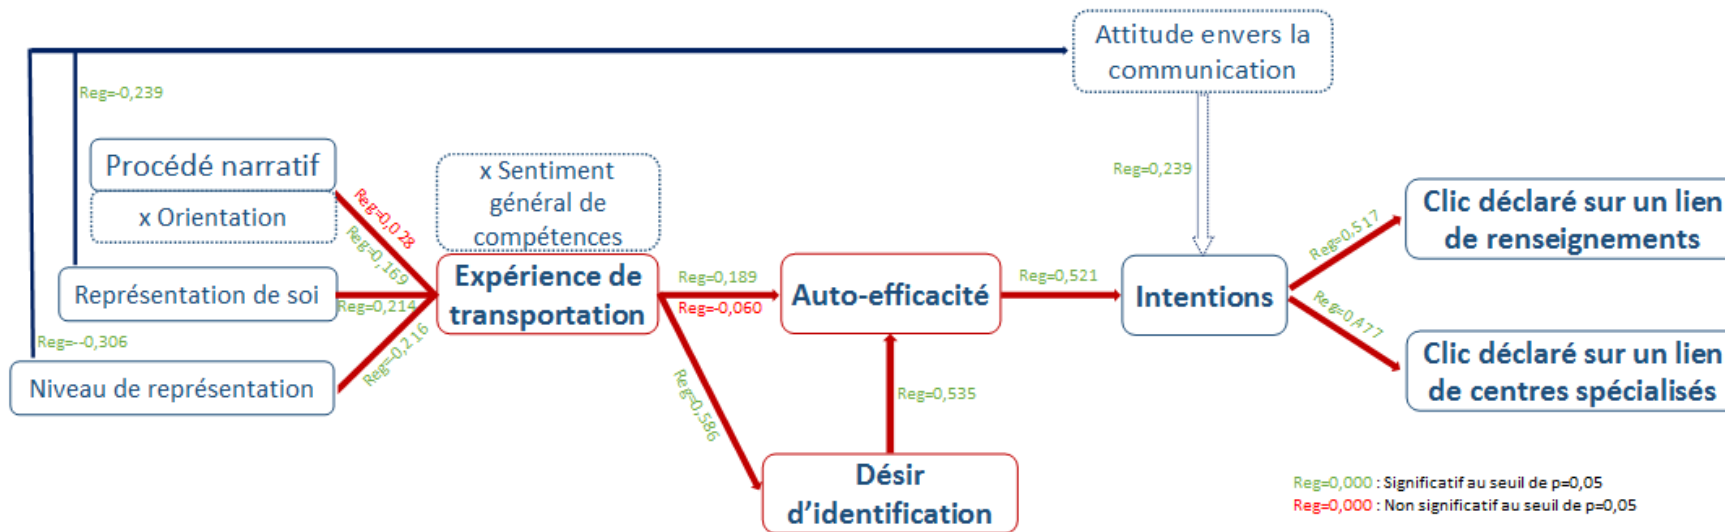 Attitude envers la
communication
Reg=-0,239
Procédé narratif
x Orientation
Reg=0,028
Reg=0,169
x Sentiment
général de
compétences
Reg=0,239
Clic déclaré sur un lien
de renseignements
Reg=0,517
Représentation de soi
Reg=0,214
Expérience de
transportation
Reg=0,189
Reg=-0,060
Auto-efficacité
Reg=0,521
Intentions
Reg=0,477
Reg=--0,306
Reg=-0,216
Niveau de représentation
Reg=0,586
Reg=0,535
Clic déclaré sur un lien
de centres spécialisés
Désir
d’identification
Reg=0,000 : Significatif au seuil de p=0,05
Reg=0,000 : Non significatif au seuil de p=0,05